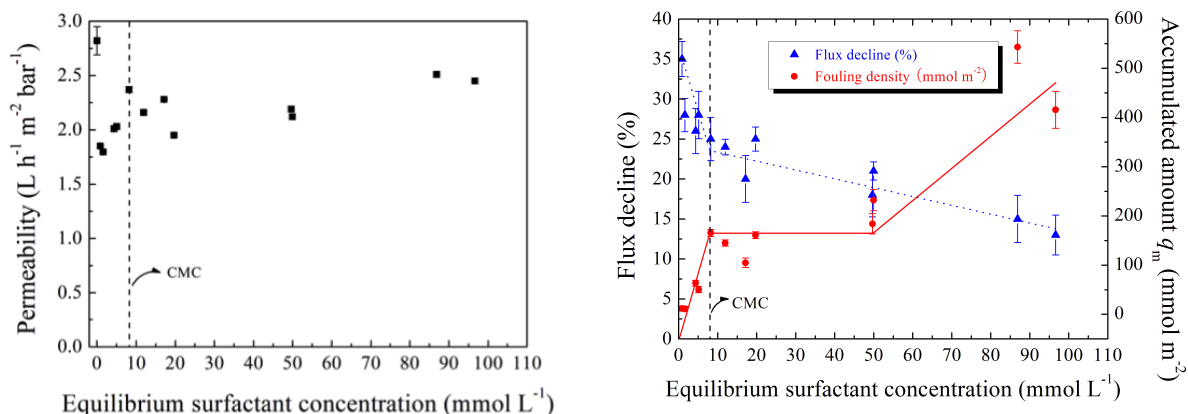 Permeability (L h⁻¹ m⁻² bar⁻¹)
3.0
2.5
2.0
1.5
1.0
0.5
0.0
CMC
0 10 20 30 40 50 60 70 80 90 100 110
Equilibrium surfactant concentration (mmol L⁻¹)
Flux decline (%)
40
35
30
25
20
15
10
5
0
Flux decline (%)
Fouling density (mmol m⁻²)
CMC
600
500
400
300
200
100
0
Accumulated amount qₘ (mmol m⁻²)
0 10 20 30 40 50 60 70 80 90 100 110
Equilibrium surfactant concentration (mmol L⁻¹)